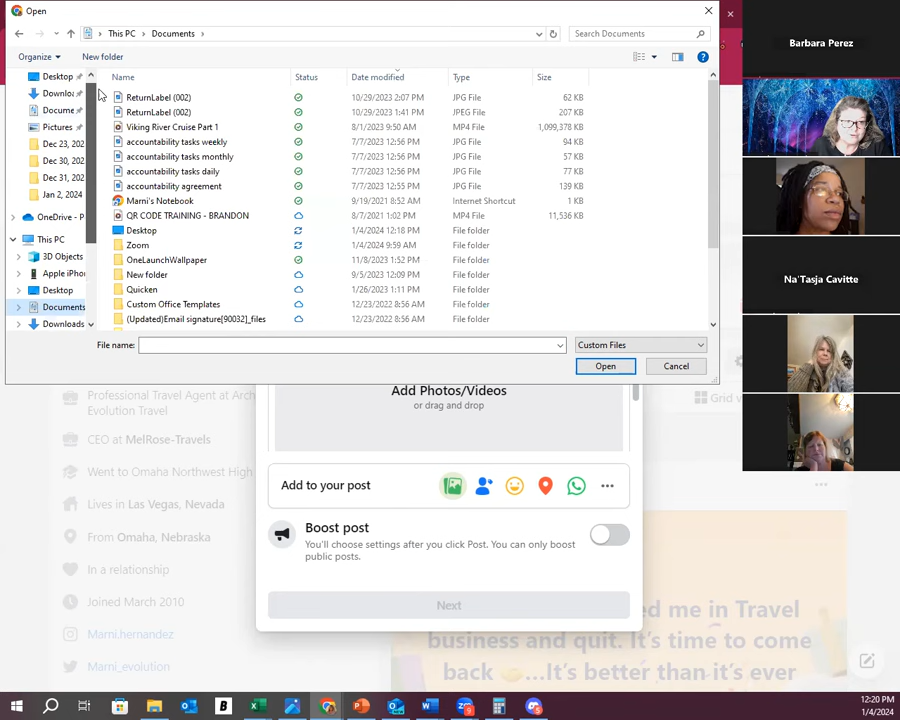 Open
This PC > Documents >
Search Documents
Organize
New folder
Name
Status
Date modified
Type
Size
Desktop
Downloa
Docume
Pictures
Dec 23, 202
Dec 30, 202
Dec 31, 202
Jan 2, 2024
OneDrive - P
This PC
3D Objects
Apple iPho
Desktop
Documents
Downloads
ReturnLabel (002) 10/29/2023 2:07 PM JPG File 62 KB
ReturnLabel (002) 10/29/2023 1:41 PM JPEG File 207 KB
Viking River Cruise Part 1 8/1/2023 9:50 AM MP4 File 1,099,378 KB
accountability tasks weekly 7/7/2023 12:56 PM JPG File 94 KB
accountability tasks monthly 7/7/2023 12:56 PM JPG File 57 KB
accountability tasks daily 7/7/2023 12:56 PM JPG File 77 KB
accountability agreement 7/7/2023 12:55 PM JPG File 139 KB
Marni's Notebook 9/19/2021 8:52 AM Internet Shortcut 1 KB
QR CODE TRAINING - BRANDON 8/7/2021 1:02 PM MP4 File 11,536 KB
Desktop 1/4/2024 12:18 PM File folder
Zoom 1/4/2024 9:59 AM File folder
OneLaunchWallpaper 11/8/2023 1:52 PM File folder
New folder 9/5/2023 12:09 PM File folder
Quicken 1/26/2023 11:11 PM File folder
Custom Office Templates 12/23/2022 8:56 AM File folder
(Updated)Email signature[90032]_files 12/23/2022 8:56 AM File folder
File name:
Custom Files
Open
Cancel
Barbara Perez
Na'Tasja Cavitte
Professional Travel Agent at Arch
Evolution Travel
CEO at MelRose-Travels
Went to Omaha Northwest High
Lives in Las Vegas, Nevada
From Omaha, Nebraska
In a relationship
Joined March 2010
Marni.hernandez
Marni_evolution
Add Photos/Videos
or drag and drop
Add to your post
Boost post
You'll choose settings after you click Post. You can only boost
public posts.
Next
Grid v
ed me in Travel
business and quit. It's time to come
back ...It's better than it's ever
B
12:20 PM
1/4/2024